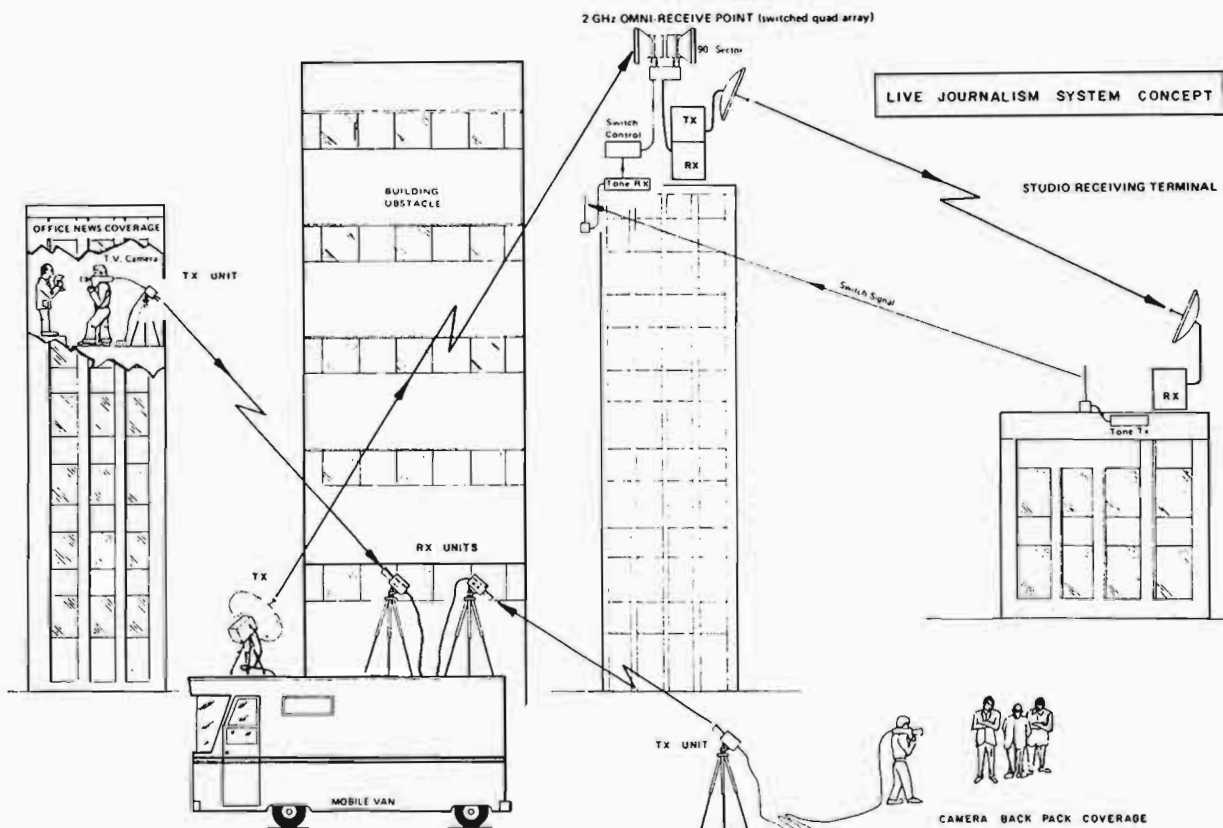 2 GHz OMNI-RECEIVE POINT (switched quad array)
90 Sector
LIVE JOURNALISM SYSTEM CONCEPT
TX
Switch
Control
RX
Tone RX
STUDIO RECEIVING TERMINAL
BUILDING
UBSTACLE
OFFICE NEWS COVERAGE
T.V. Camera
TX UNIT
Switch Signal
RX
Tone Tx
RX UNITS
TX
TX UNIT
MOBILE VAN
CAMERA BACK PACK COVERAGE